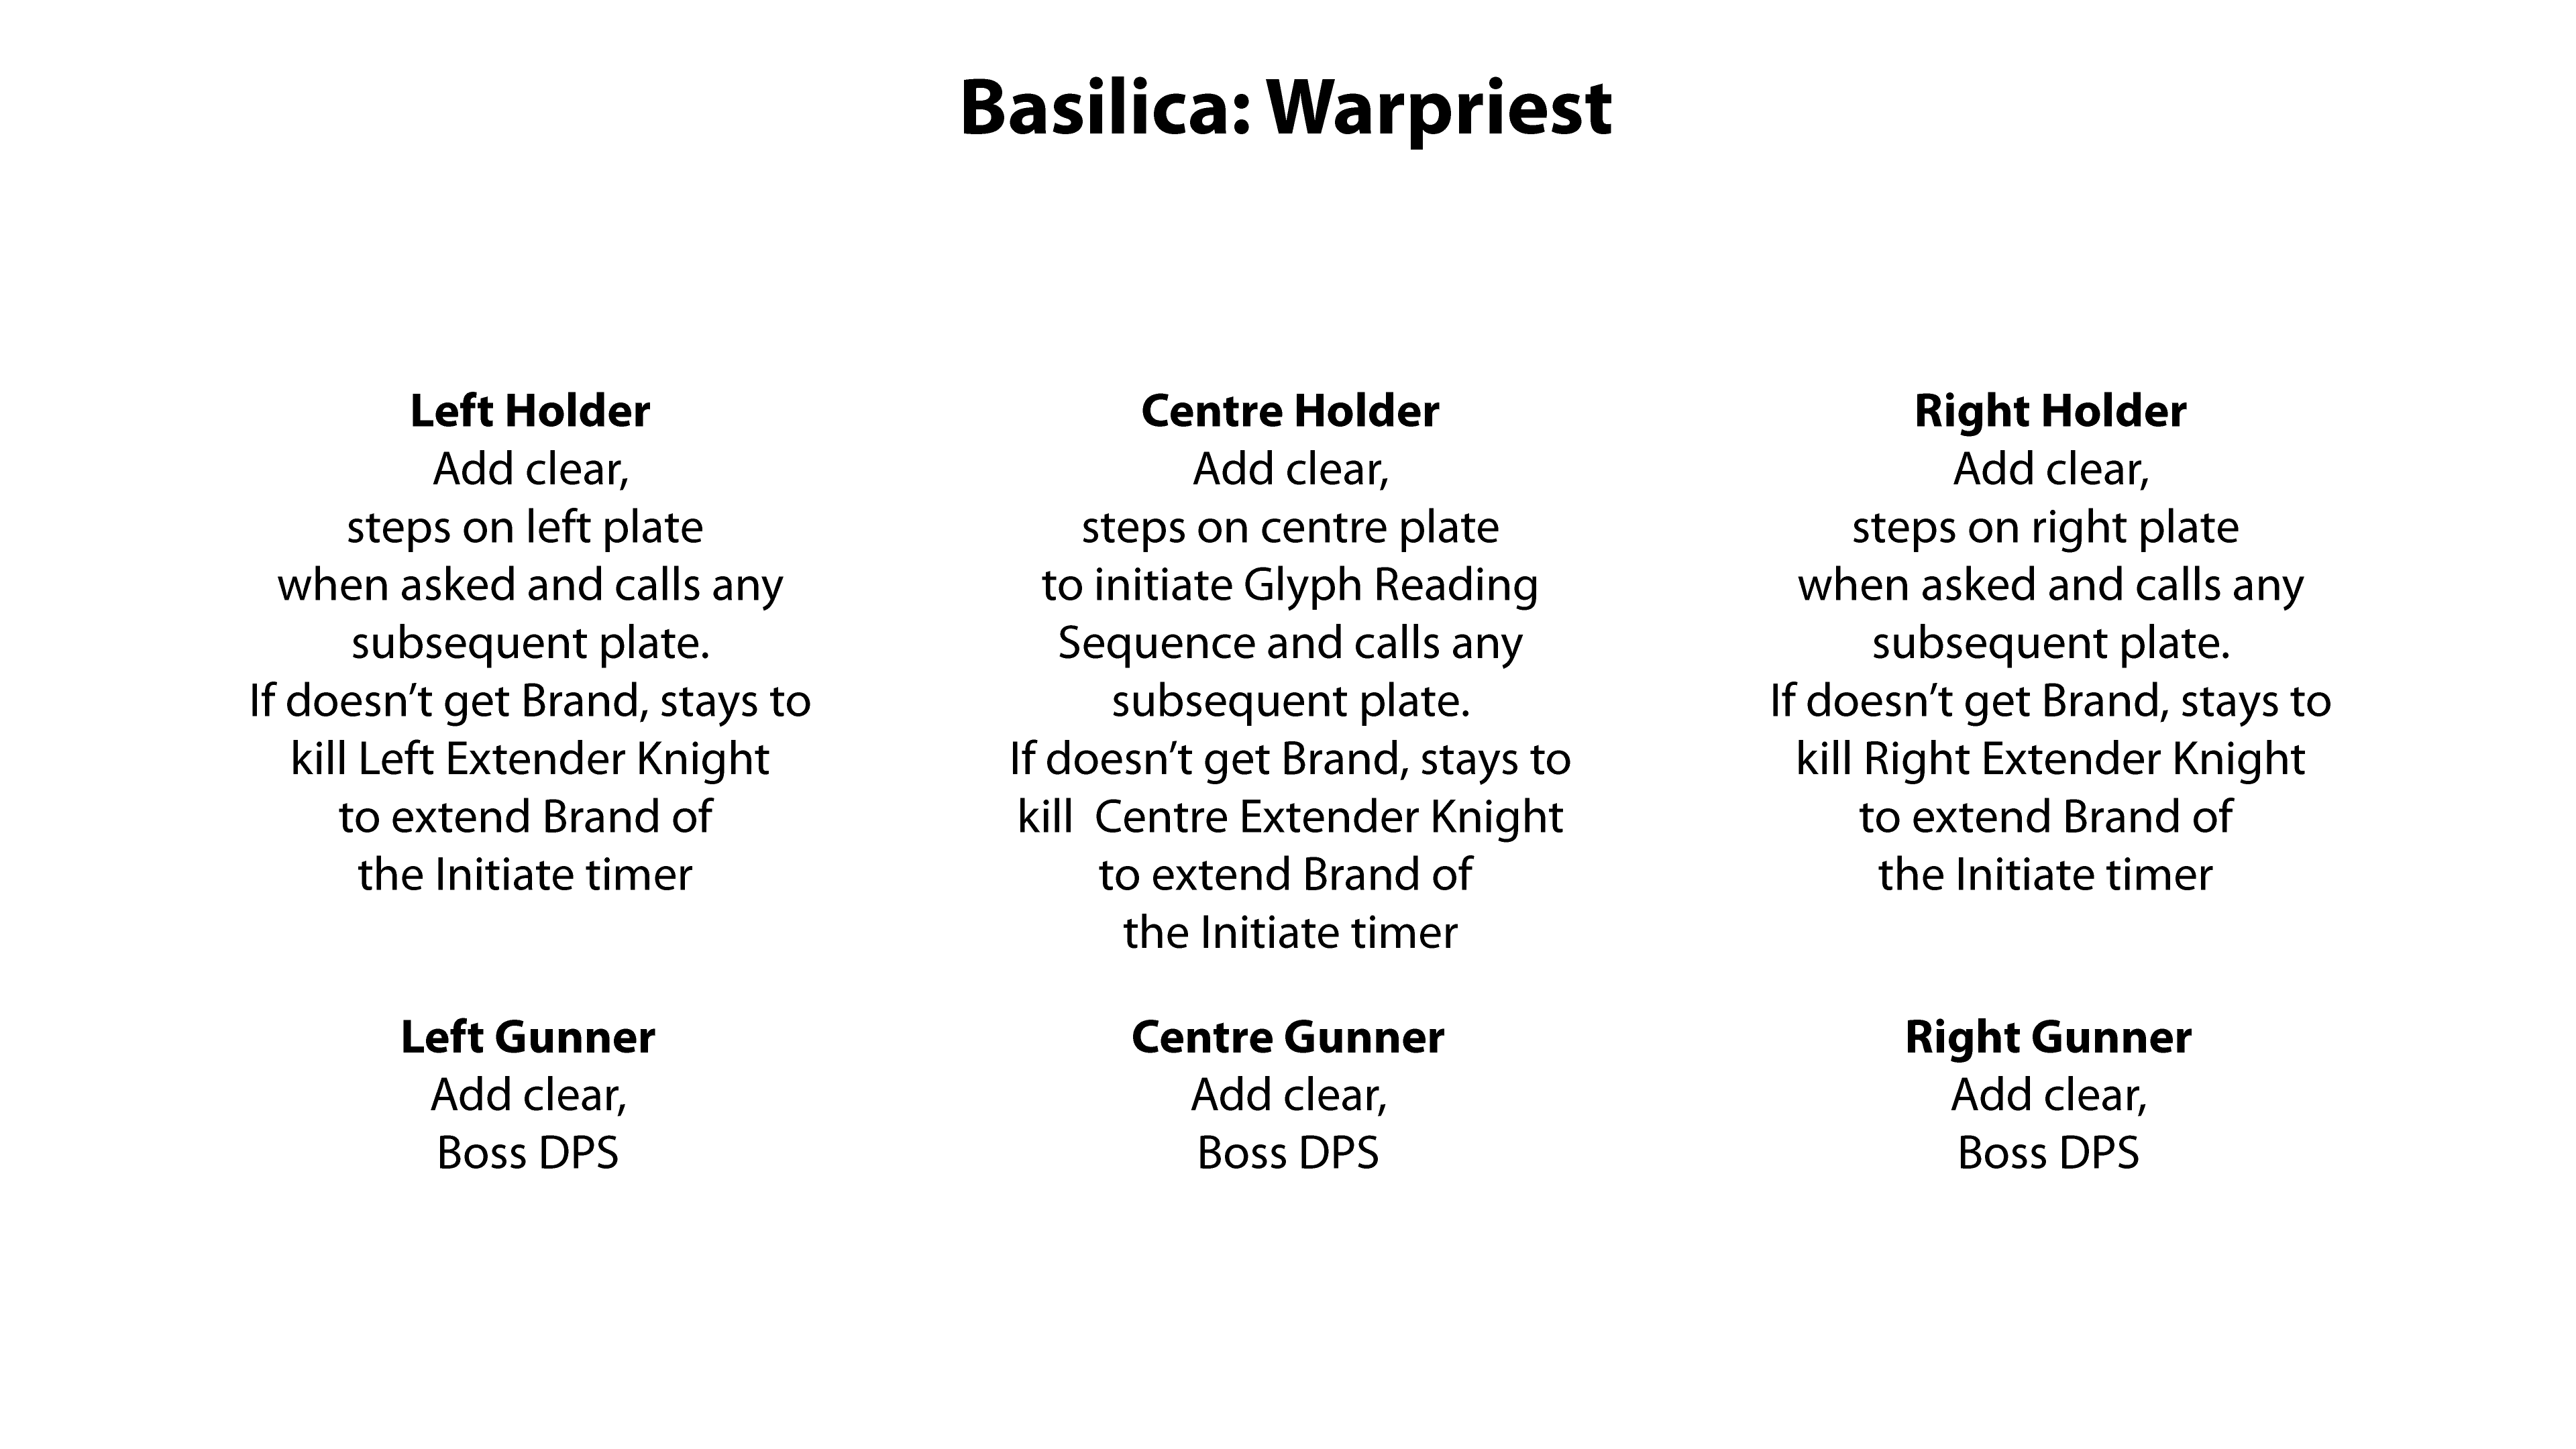 Basilica: Warpriest
Left Holder
Add clear,
steps on left plate
when asked and calls any
subsequent plate.
If doesn’t get Brand, stays to
kill Left Extender Knight
to extend Brand of
the Initiate timer
Centre Holder
Add clear,
steps on centre plate
to initiate Glyph Reading
Sequence and calls any
subsequent plate.
If doesn’t get Brand, stays to
kill  Centre Extender Knight
to extend Brand of
the Initiate timer
Right Holder
Add clear,
steps on right plate
when asked and calls any
subsequent plate.
If doesn’t get Brand, stays to
kill Right Extender Knight
to extend Brand of
the Initiate timer
Left Gunner
Add clear,
Boss DPS
Centre Gunner
Add clear,
Boss DPS
Right Gunner
Add clear,
Boss DPS